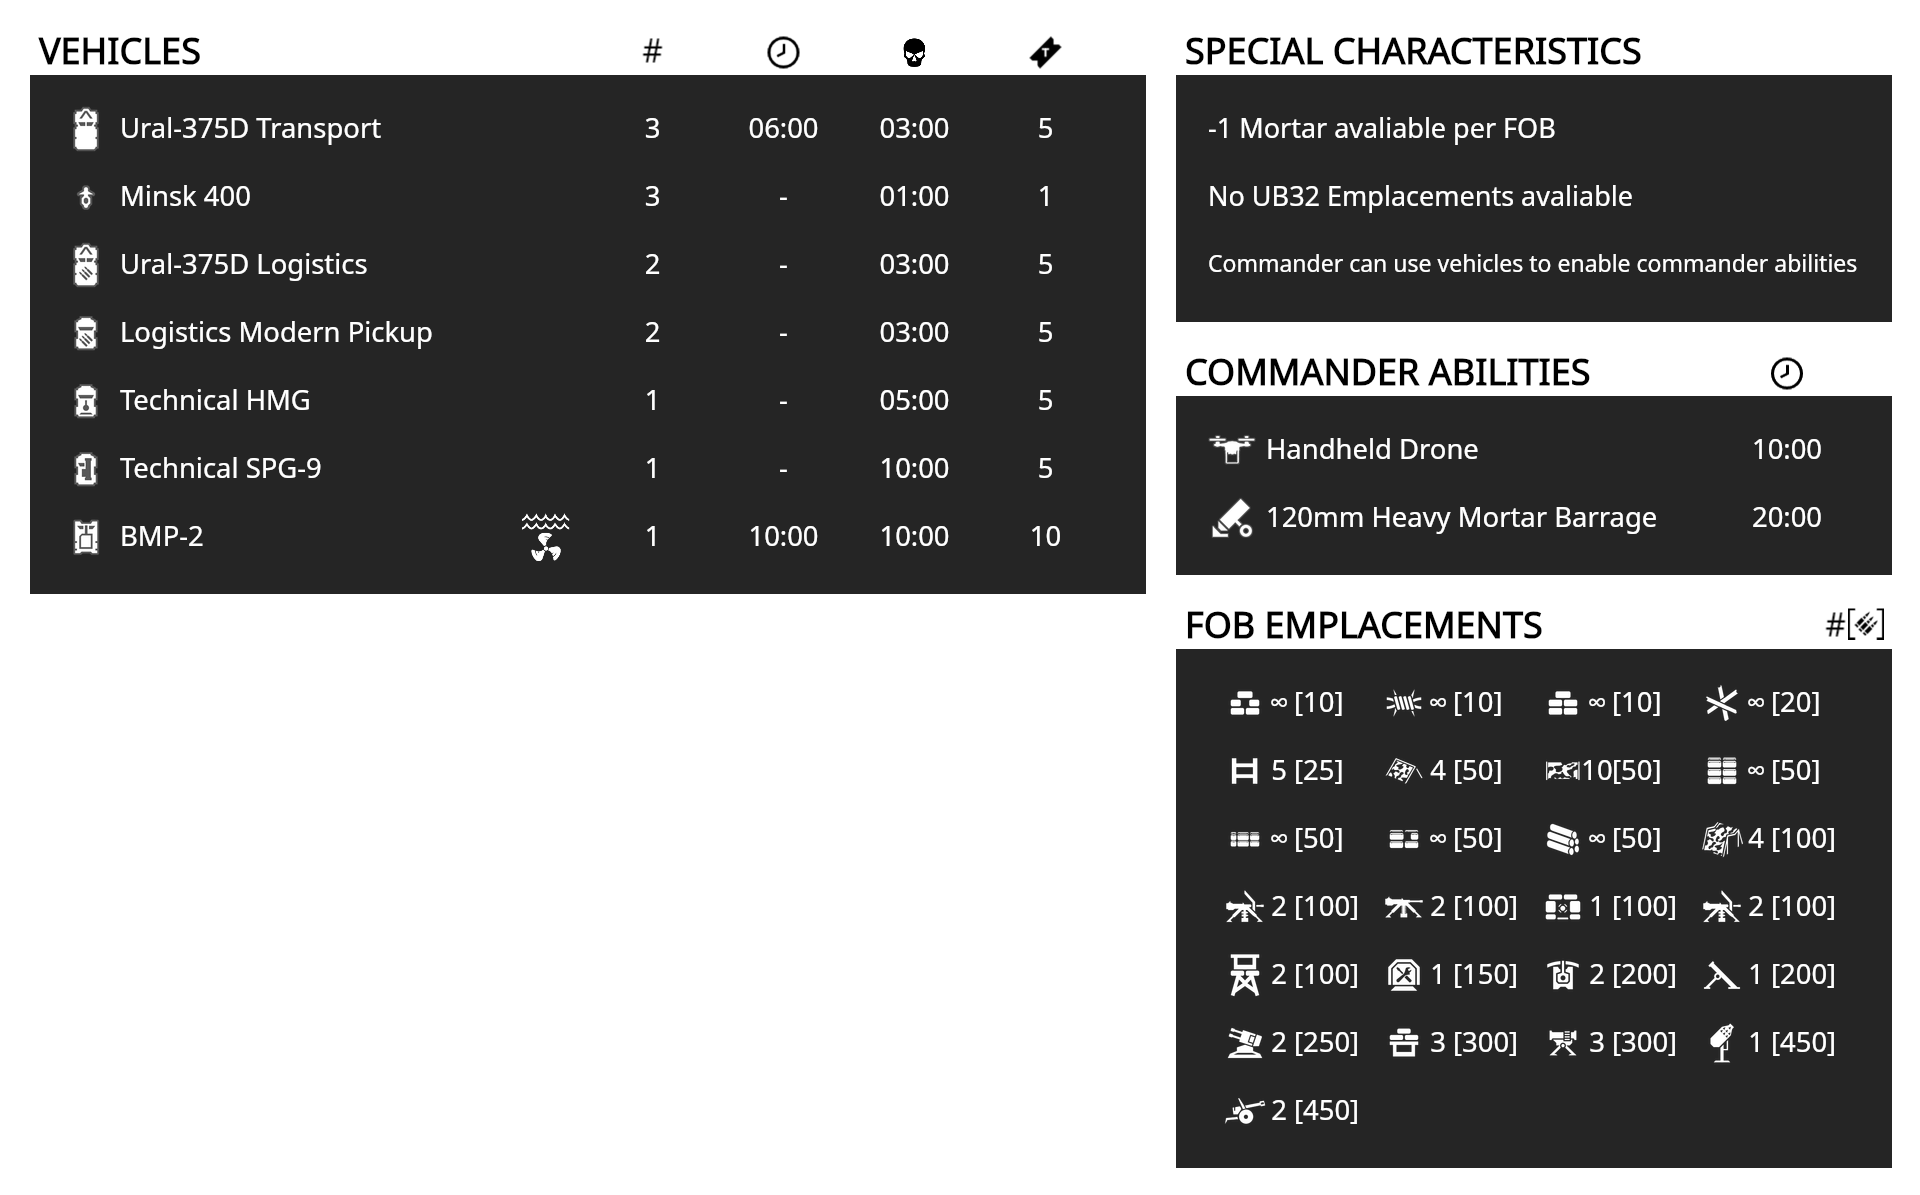 VEHICLES #
Ural-375D Transport 3 06:00 03:00 5
Minsk 400 3 - 01:00 1
Ural-375D Logistics 2 - 03:00 5
Logistics Modern Pickup 2 - 03:00 5
Technical HMG 1 - 05:00 5
Technical SPG-9 1 - 10:00 5
BMP-2 1 10:00 10:00 10
SPECIAL CHARACTERISTICS
-1 Mortar avaliable per FOB
No UB32 Emplacements avaliable
Commander can use vehicles to enable commander abilities
COMMANDER ABILITIES
Handheld Drone 10:00
120mm Heavy Mortar Barrage 20:00
FOB EMPLACEMENTS #[]
∞ [10] ∞ [10] ∞ [10] ∞ [20]
5 [25] 4 [50] 10[50] ∞ [50]
∞ [50] ∞ [50] ∞ [50] 4 [100]
2 [100] 2 [100] 1 [100] 2 [100]
2 [100] 1 [150] 2 [200] 1 [200]
2 [250] 3 [300] 3 [300] 1 [450]
2 [450]